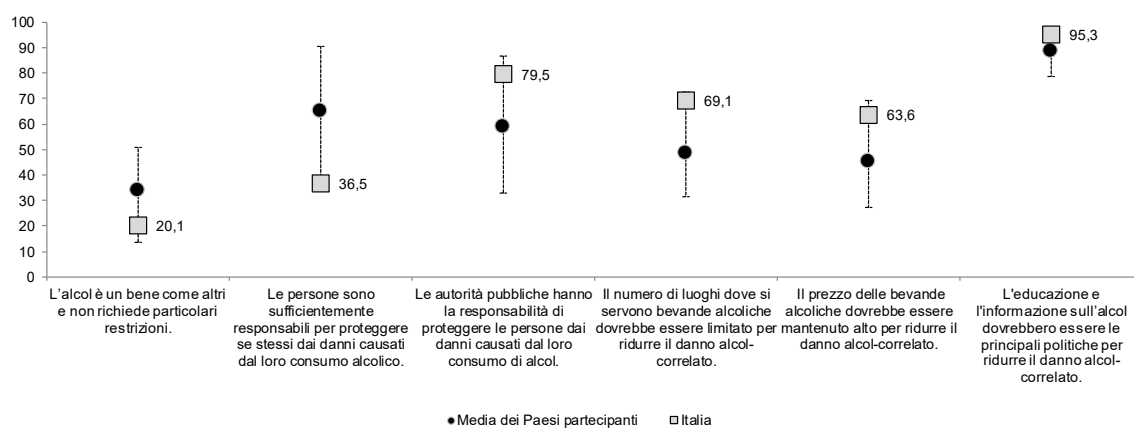 100
90
80
70
60
50
40
30
20
10
0
20,1
36,5
79,5
69,1
63,6
95,3
L'alcol è un bene come altri
e non richiede particolari
restrizioni.
Le persone sono
sufficientemente
responsabili per proteggere
se stessi dai danni causati
dal loro consumo alcolico.
Le autorità pubbliche hanno
la responsabilità di
proteggere le persone dai
danni causati dal loro
consumo di alcol.
Il numero di luoghi dove si
servono bevande alcoliche
dovrebbe essere limitato per
ridurre il danno alcol-
correlato.
Il prezzo delle bevande
alcoliche dovrebbe essere
mantenuto alto per ridurre il
danno alcol-correlato.
L'educazione e
l'informazione sull'alcol
dovrebbero essere le
principali politiche per
ridurre il danno alcol-
correlato.
Media dei Paesi partecipanti
Italia